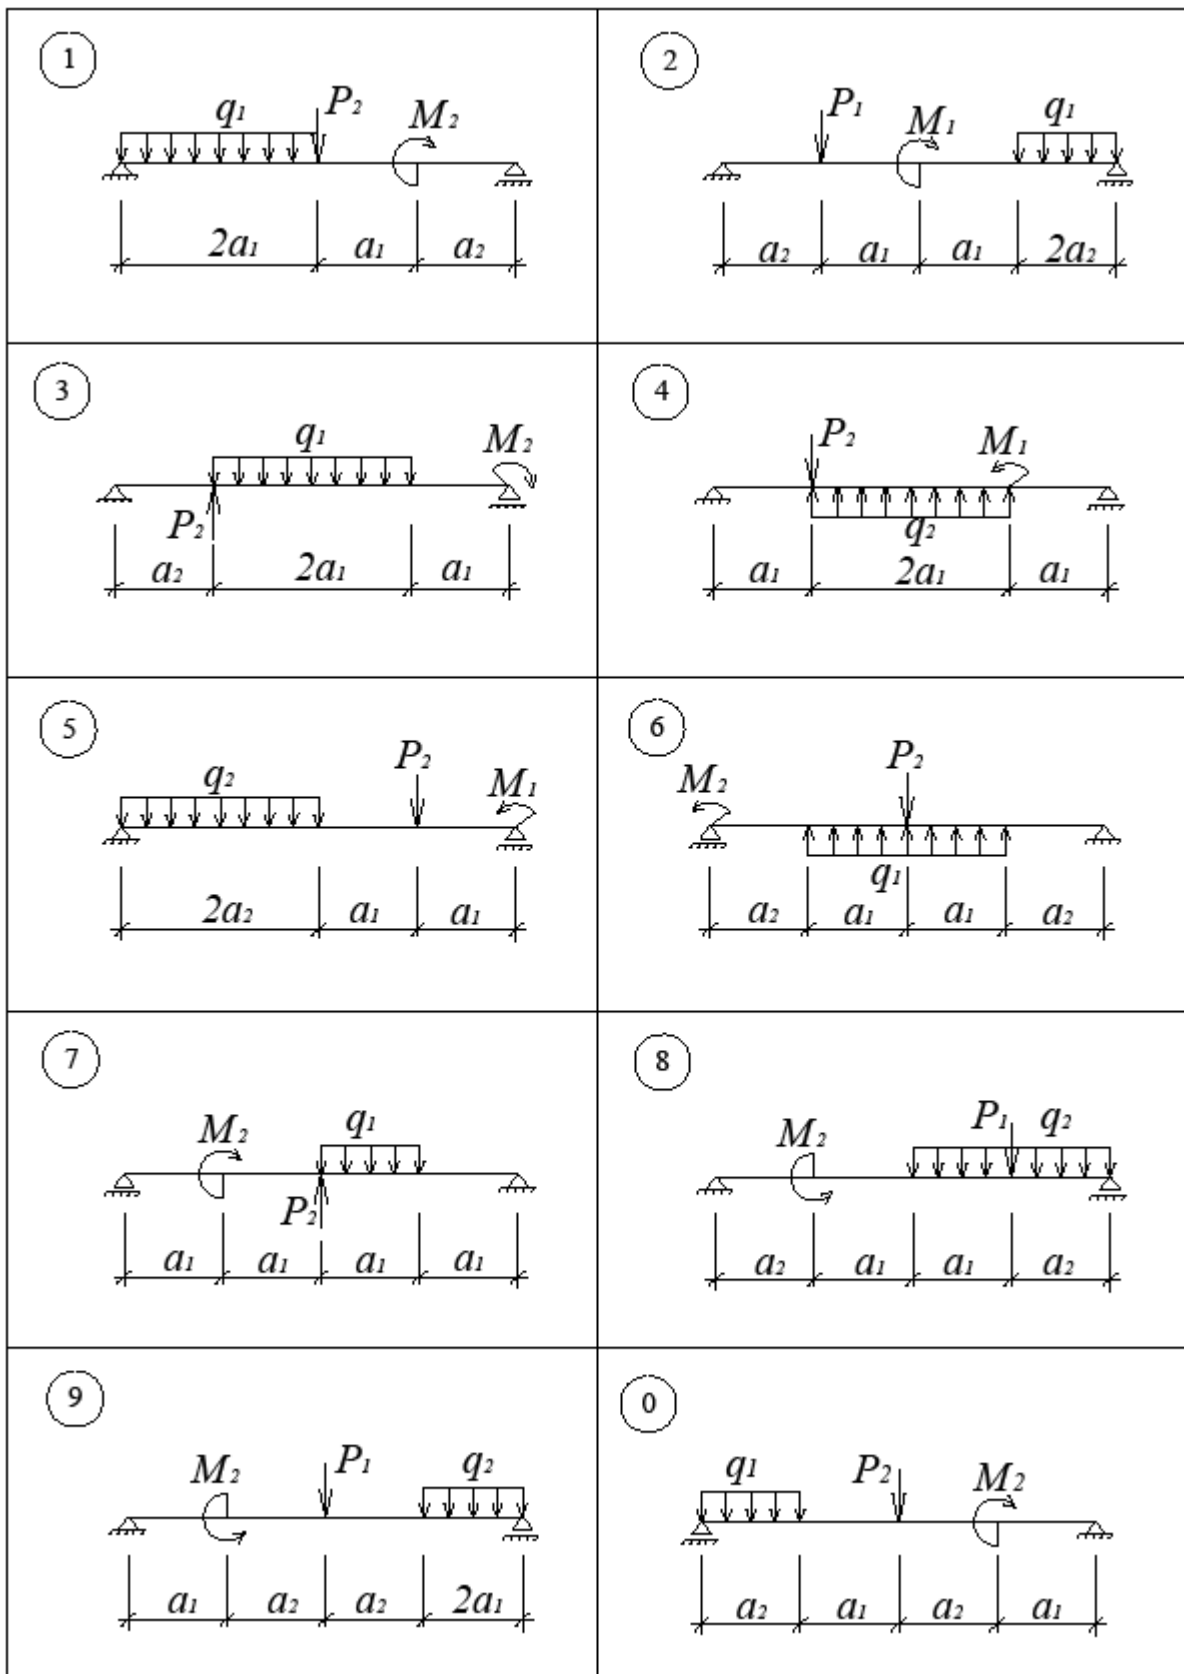 1
q₁ P₂ M₂
2a₁ a₁ a₂
2
P₁ M₁ q₁
a₂ a₁ a₁ 2a₂
3
q₁ M₂
P₂
a₂ 2a₁ a₁
4
P₂ M₁
q₂
a₁ 2a₁ a₁
5
q₂ P₂ M₁
2a₂ a₁ a₁
6
M₂ P₂
q₁
a₂ a₁ a₁ a₂
7
M₂ q₁
P₂
a₁ a₁ a₁ a₁
8
M₂ P₁ q₂
a₂ a₁ a₁ a₂
9
M₂ P₁ q₂
a₁ a₂ a₂ 2a₁
0
q₁ P₂ M₂
a₂ a₁ a₂ a₁